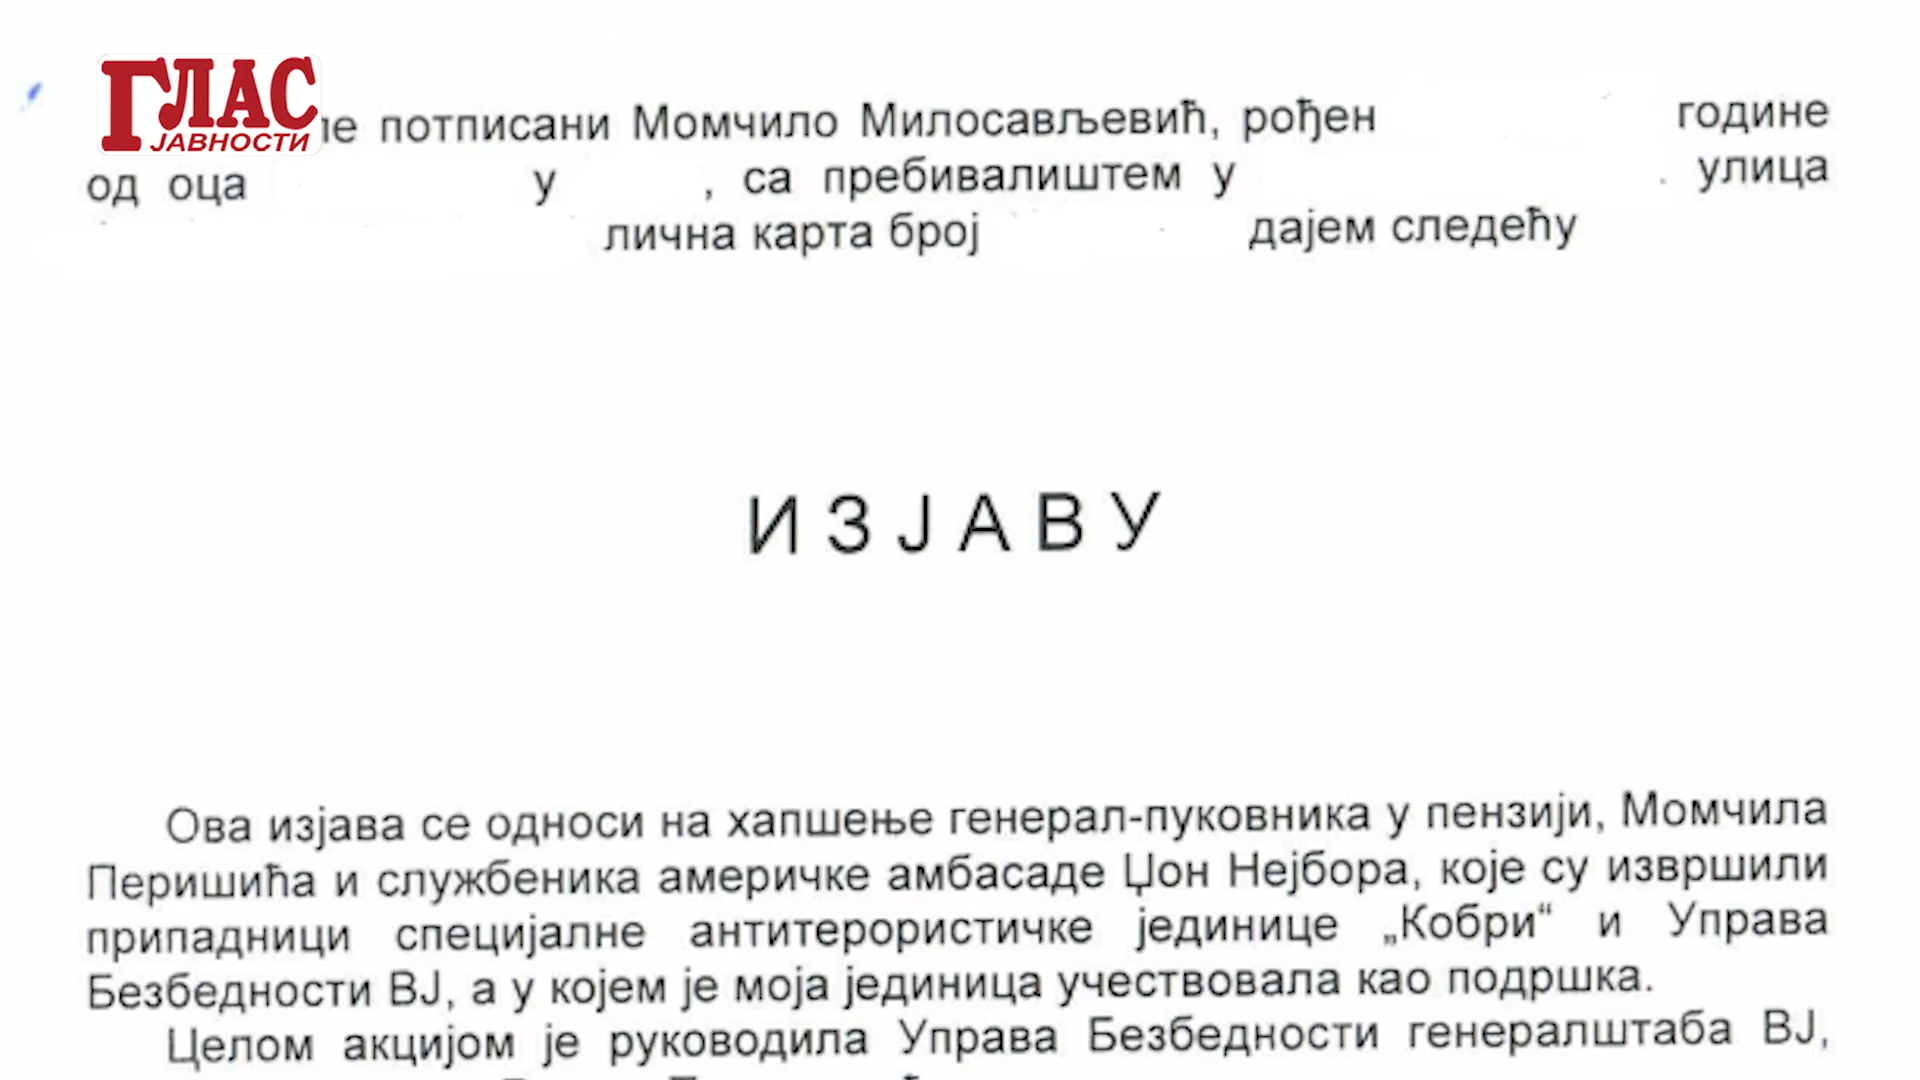 ГЛАС
ЈАВНОСТИ
потписани Момчило Милосављевић, рођен године
од оца у , са пребивалиштем у улица
лична карта број дајем следећу
ИЗЈАВУ
Ова изјава се односи на хапшење генерал-пуковника у пензији, Момчила
Перишића и службеника америчке амбасаде Џон Нејбора, које су извршили
припадници специјалне антитерористичке јединице „Кобри“ и Управа
Безбедности ВЈ, а у којем је моја јединица учествовала као подршка.
Целом акцијом је руководила Управа Безбедности генералштаба ВЈ,